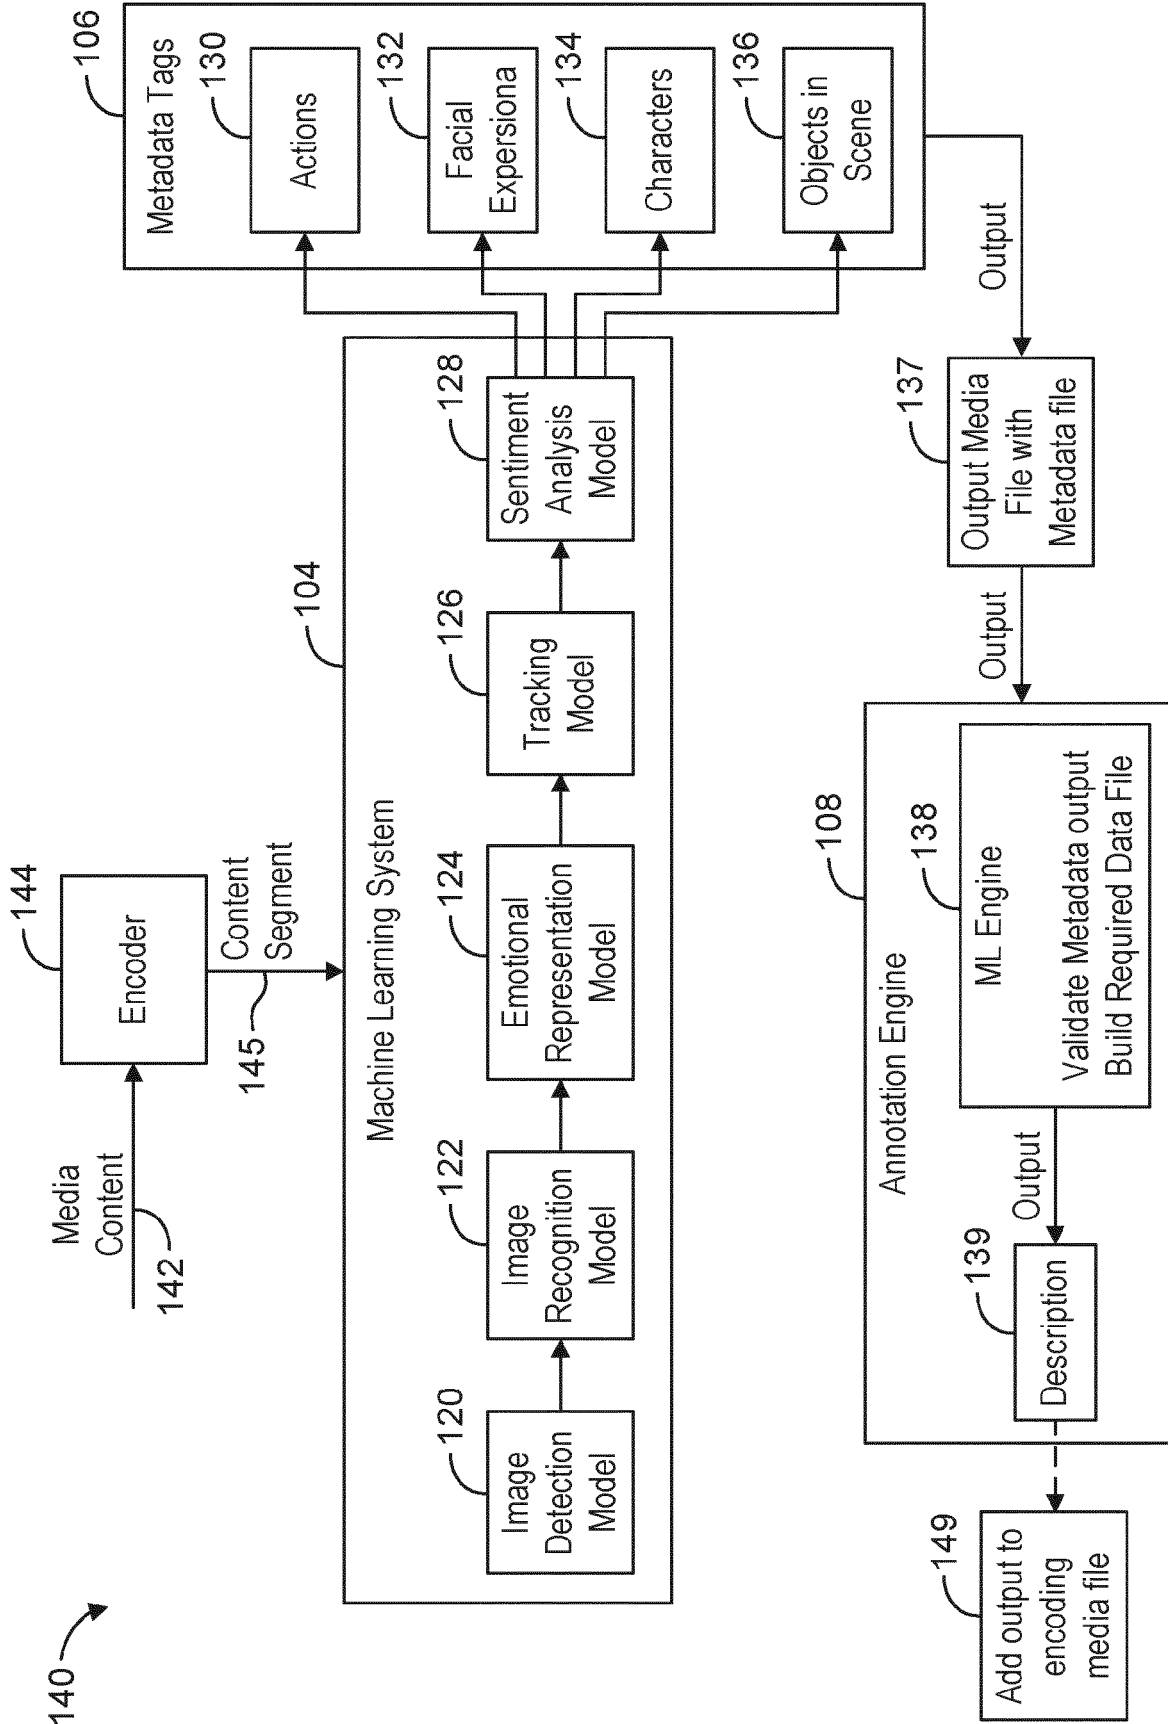 140
Media
Content
142
144
Encoder
Content
Segment
145
104
Machine Learning System
120
Image
Detection
Model
122
Image
Recognition
Model
124
Emotional
Representation
Model
126
Tracking
Model
128
Sentiment
Analysis
Model
106
Metadata Tags
130
Actions
132
Facial
Expersiona
134
Characters
136
Objects in
Scene
Output
137
Output Media
File with
Metadata file
Output
108
Annotation Engine
138
ML Engine
Validate Metadata output
Build Required Data File
Output
139
Description
149
Add output to
encoding
media file